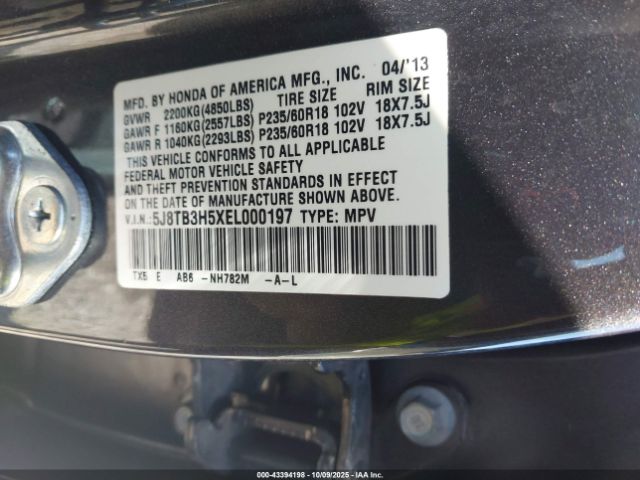 MFD. BY HONDA OF AMERICA MFG., INC. 04/'13
GVWR 2200KG(4850LBS) TIRE SIZE RIM SIZE
GAWR F 1160KG(2557LBS) P235/60R18 102V 18X7.5J
GAWR R 1040KG(2293LBS) P235/60R18 102V 18X7.5J
THIS VEHICLE CONFORMS TO ALL APPLICABLE
FEDERAL MOTOR VEHICLE SAFETY
AND THEFT PREVENTION STANDARDS IN EFFECT
ON THE DATE OF MANUFACTURE SHOWN ABOVE.
V.I.N.: 5J8TB3H5XEL000197 TYPE: MPV
TX5 E AB6 -NH782M -A-L
000-43394198 - 10/09/2025 - IAA Inc.